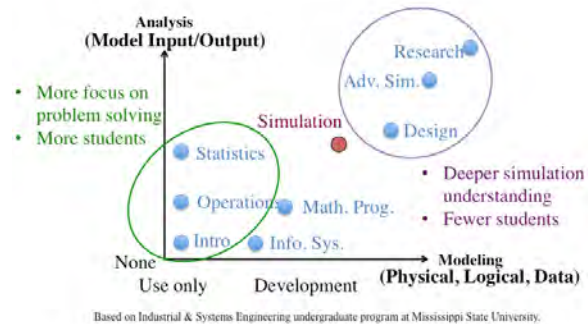 Analysis
(Model Input/Output)
Research
Adv. Sim.
• More focus on
problem solving
• More students
Simulation
Design
Statistics
• Deeper simulation
understanding
• Fewer students
Operations
Math. Prog.
Intro
Info. Sys.
None
Modeling
(Physical, Logical, Data)
Use only
Development
Based on Industrial & Systems Engineering undergraduate program at Mississippi State University.